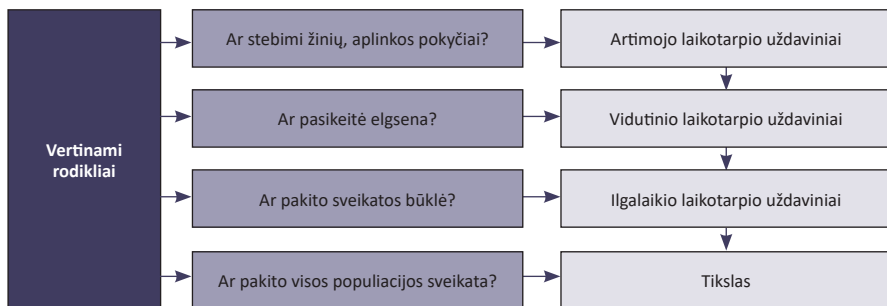 Vertinami
rodikliai
Ar stebimi žinių, aplinkos pokyčiai?
Artimojo laikotarpio uždaviniai
Ar pasikeitė elgsena?
Vidutinio laikotarpio uždaviniai
Ar pakito sveikatos būklė?
Ilgalaikio laikotarpio uždaviniai
Ar pakito visos populiacijos sveikata?
Tikslas